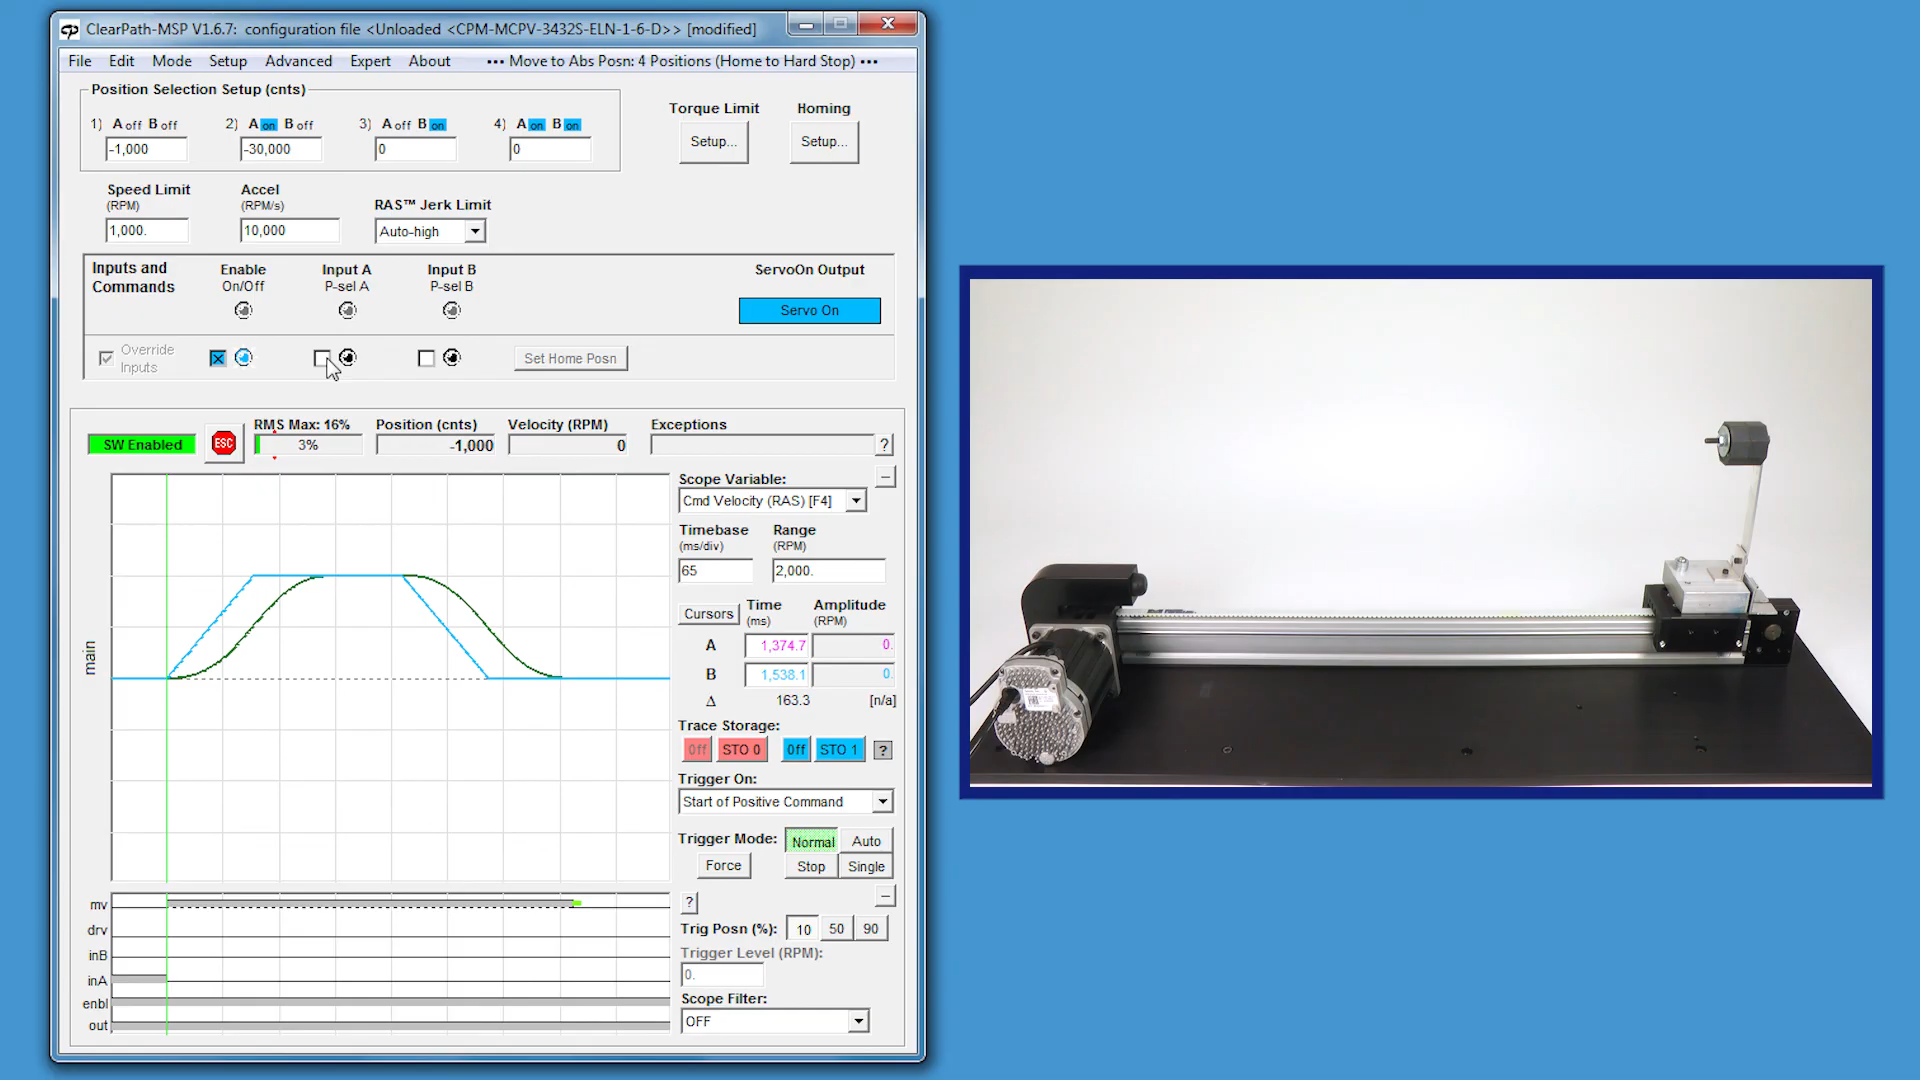 ClearPath-MSP V1.6.7: configuration file <Unloaded <CPM-MCPV-3432S-ELN-1-6-D>> [modified]
File Edit Mode Setup Advanced Expert About ••• Move to Abs Posn: 4 Positions (Home to Hard Stop) •••
Position Selection Setup (cnts)
1) A off B off 2) A on B off 3) A off B on 4) A on B on
-1,000 -30,000 0 0
Torque Limit Homing
Setup... Setup...
Speed Limit Accel
(RPM) (RPM/s)
RAS™ Jerk Limit
1,000. 10,000 Auto-high
Inputs and Commands
Enable Input A Input B ServoOn Output
On/Off P-sel A P-sel B
Servo On
Override Inputs
Set Home Posn
RMS Max: 16% Position (cnts) Velocity (RPM) Exceptions
SW Enabled ESC 3% -1,000 0 ?
Scope Variable:
Cmd Velocity (RAS) [F4]
Timebase Range
(ms/div) (RPM)
65 2,000.
Cursors Time Amplitude
(ms) (RPM)
A 1,374.7 0.
B 1,538.1 0.
Δ 163.3 [n/a]
main
Trace Storage:
Off STO 0 Off STO 1 ?
Trigger On:
Start of Positive Command
Trigger Mode: Normal Auto
Force Stop Single
mv
drv
inB
inA
enbl
out
?
Trig Posn (%): 10 50 90
Trigger Level (RPM):
0.
Scope Filter:
OFF